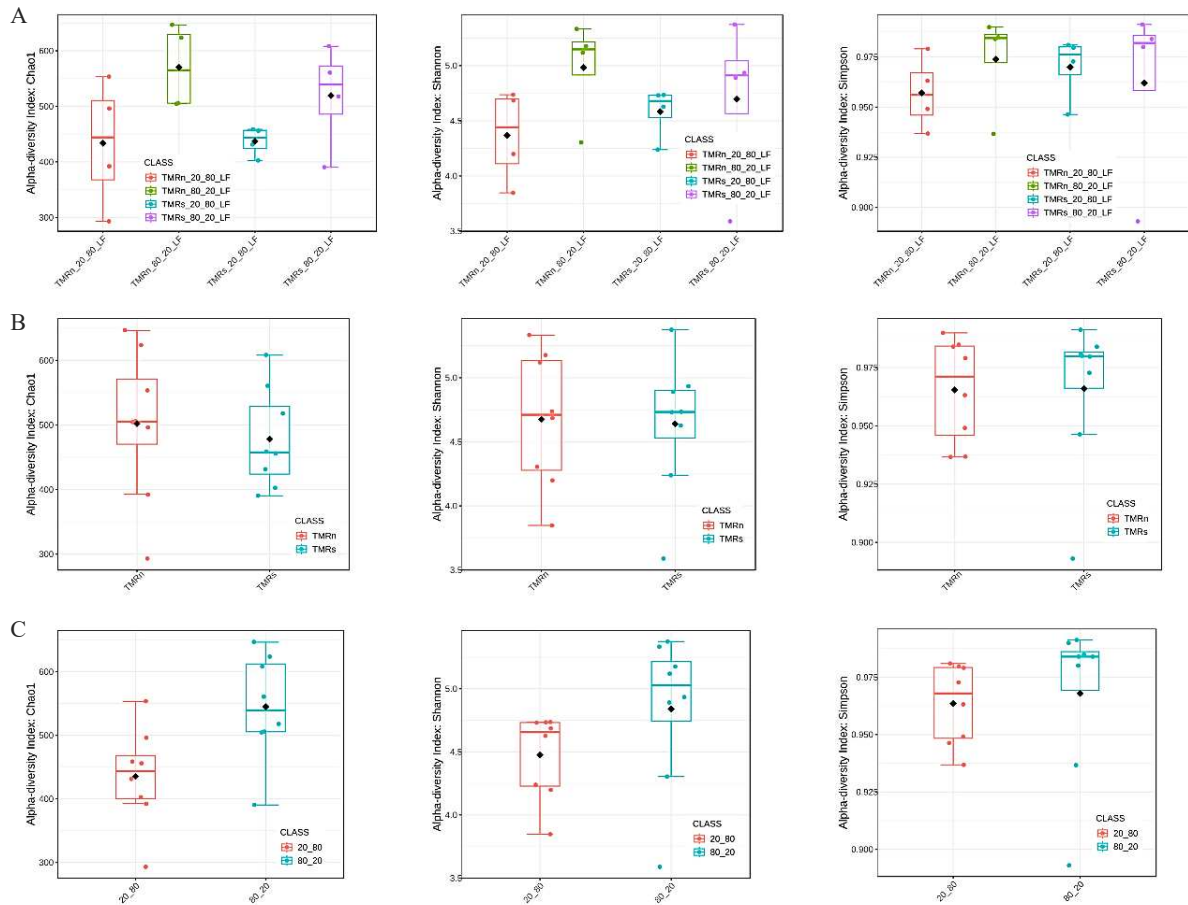 A
Alpha-diversity Index: Chao1
600
500
400
300
CLASS
TMRn_20_80_LF
TMRn_80_20_LF
TMRs_20_80_LF
TMRs_80_20_LF
TMRn_20_80_LF
TMRn_80_20_LF
TMRs_20_80_LF
TMRs_80_20_LF
Alpha-diversity Index: Shannon
5.0
4.5
4.0
3.5
CLASS
TMRn_20_80_LF
TMRn_80_20_LF
TMRs_20_80_LF
TMRs_80_20_LF
TMRn_20_80_LF
TMRn_80_20_LF
TMRs_20_80_LF
TMRs_80_20_LF
Alpha-diversity Index: Simpson
0.975
0.950
0.925
0.900
CLASS
TMRn_20_80_LF
TMRn_80_20_LF
TMRs_20_80_LF
TMRs_80_20_LF
TMRn_20_80_LF
TMRn_80_20_LF
TMRs_20_80_LF
TMRs_80_20_LF
B
Alpha-diversity Index: Chao1
600
500
400
300
CLASS
TMRn
TMRs
TMRn
TMRs
Alpha-diversity Index: Shannon
5.0
4.5
4.0
3.5
CLASS
TMRn
TMRs
TMRn
TMRs
Alpha-diversity Index: Simpson
0.975
0.950
0.925
0.900
CLASS
TMRn
TMRs
TMRn
TMRs
C
Alpha-diversity Index: Chao1
600
500
400
300
CLASS
20_80
80_20
20_80
80_20
Alpha-diversity Index: Shannon
5.0
4.5
4.0
3.5
CLASS
20_80
80_20
20_80
80_20
Alpha-diversity Index: Simpson
0.975
0.950
0.925
0.900
CLASS
20_80
80_20
20_80
80_20